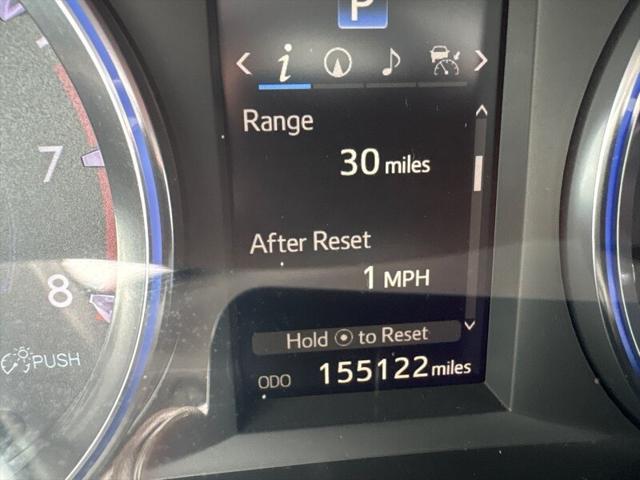 P
Range
30 miles
After Reset
1 MPH
Hold to Reset
ODO 155122 miles
7
8
PUSH